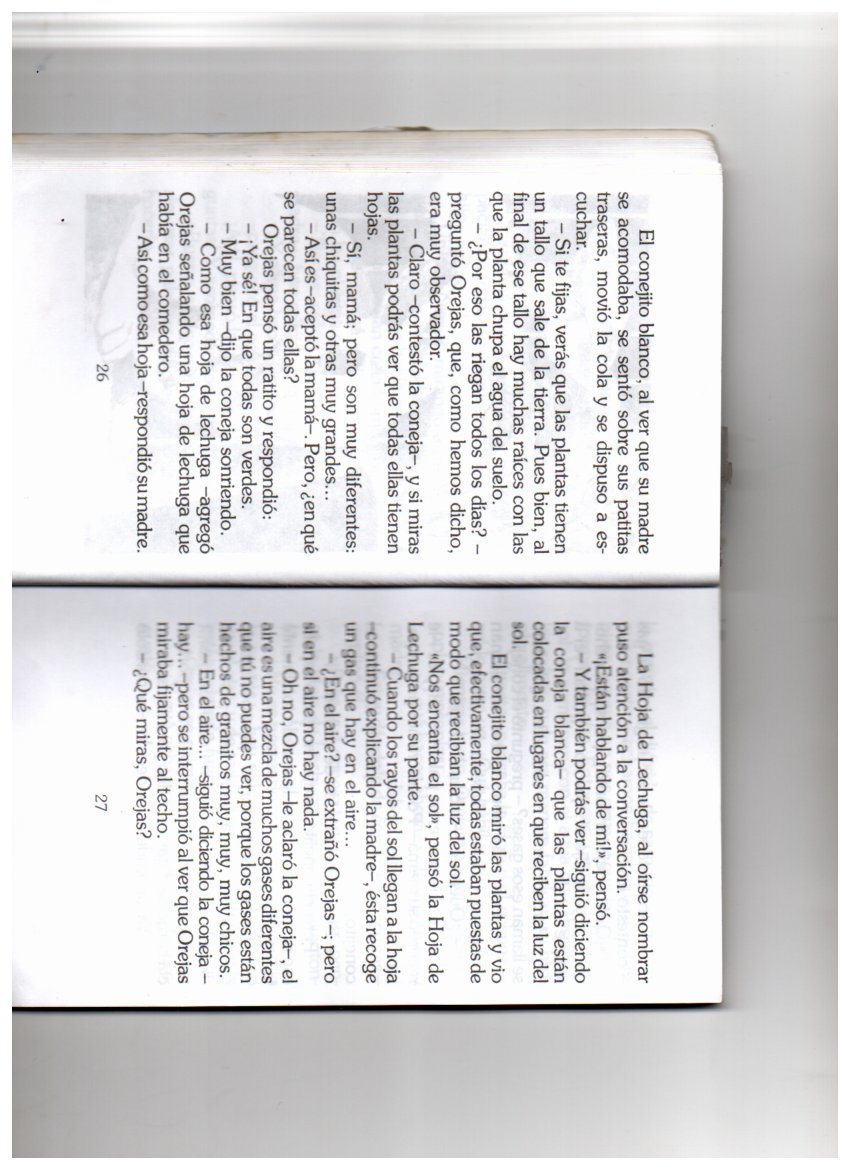 El conejito blanco, al ver que su madre
se acomodaba, se sentó sobre sus patitas
traseras, movió la cola y se dispuso a es-
cuchar.
– Si te fijas, verás que las plantas tienen
un tallo que sale de la tierra. Pues bien, al
final de ese tallo hay muchas raíces con las
que la planta chupa el agua del suelo.
– ¿Por eso las riegan todos los días? –
preguntó Orejas, que, como hemos dicho,
era muy observador.
– Claro –contestó la coneja–, y si miras
las plantas podrás ver que todas ellas tienen
hojas.
– Sí, mamá; pero son muy diferentes:
unas chiquitas y otras muy grandes...
– Así es –aceptó la mamá–. Pero, ¿en qué
se parecen todas ellas?
Orejas pensó un ratito y respondió:
– ¡Ya sé! En que todas son verdes.
– Muy bien –dijo la coneja sonriendo.
– Como esa hoja de lechuga –agregó
Orejas señalando una hoja de lechuga que
había en el comedero.
– Así como esa hoja –respondió su madre.
26
La Hoja de Lechuga, al oírse nombrar
puso atención a la conversación.
«¡Están hablando de mí!», pensó.
– Y también podrás ver –siguió diciendo
la coneja blanca– que las plantas están
colocadas en lugares en que reciben la luz del
sol.
El conejito blanco miró las plantas y vio
que, efectivamente, todas estaban puestas de
modo que recibían la luz del sol.
«Nos encanta el sol», pensó la Hoja de
Lechuga por su parte.
– Cuando los rayos del sol llegan a la hoja
–continuó explicando la madre–, ésta recoge
un gas que hay en el aire...
– ¿En el aire? –se extrañó Orejas –; pero
si en el aire no hay nada.
– Oh no, Orejas –le aclaró la coneja–, el
aire es una mezcla de muchos gases diferentes
que tú no puedes ver, porque los gases están
hechos de granitos muy, muy, muy chicos.
– En el aire... –siguió diciendo la coneja –
hay... –pero se interrumpió al ver que Orejas
miraba fijamente al techo.
– ¿Qué miras, Orejas?
27